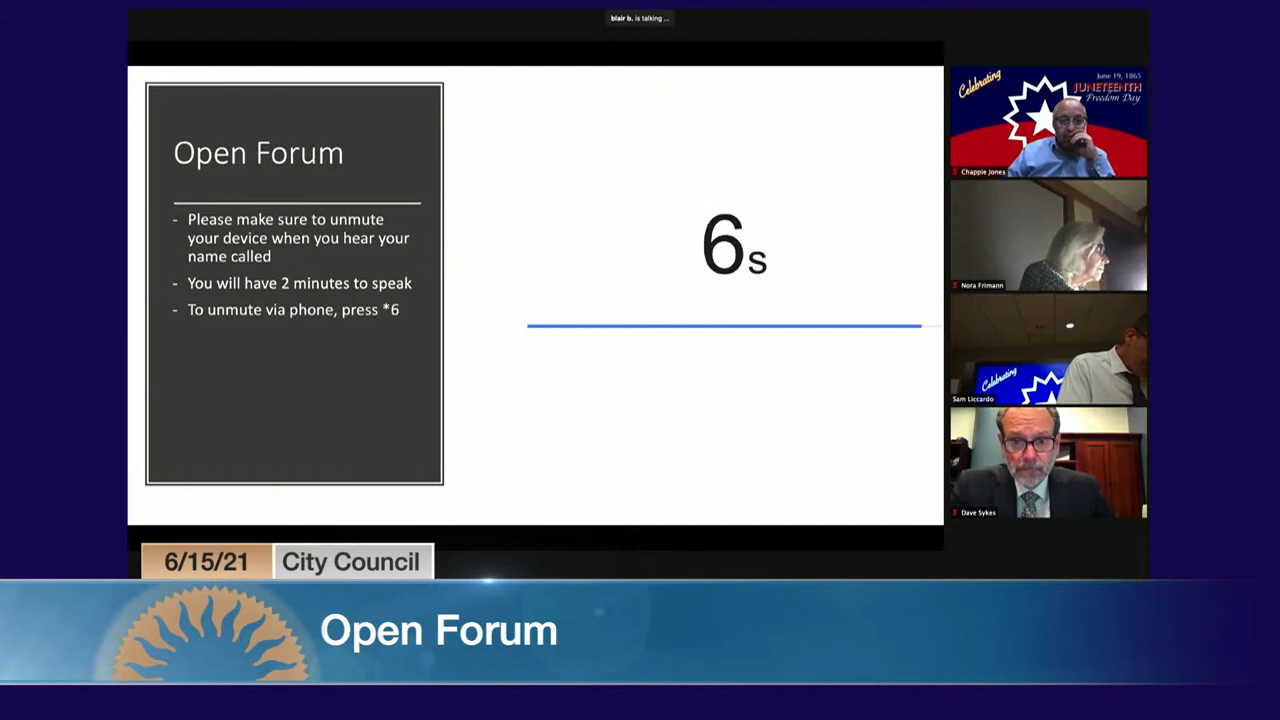 blair b. is talking ...
Open Forum
- Please make sure to unmute
your device when you hear your
name called
- You will have 2 minutes to speak
- To unmute via phone, press *6
6s
Celebrating
June 19, 1865
JUNETEENTH
Freedom Day
Chappie Jones
Nora Frimann
Celebrating
Sam Liccardo
Dave Sykes
6/15/21
City Council
Open Forum